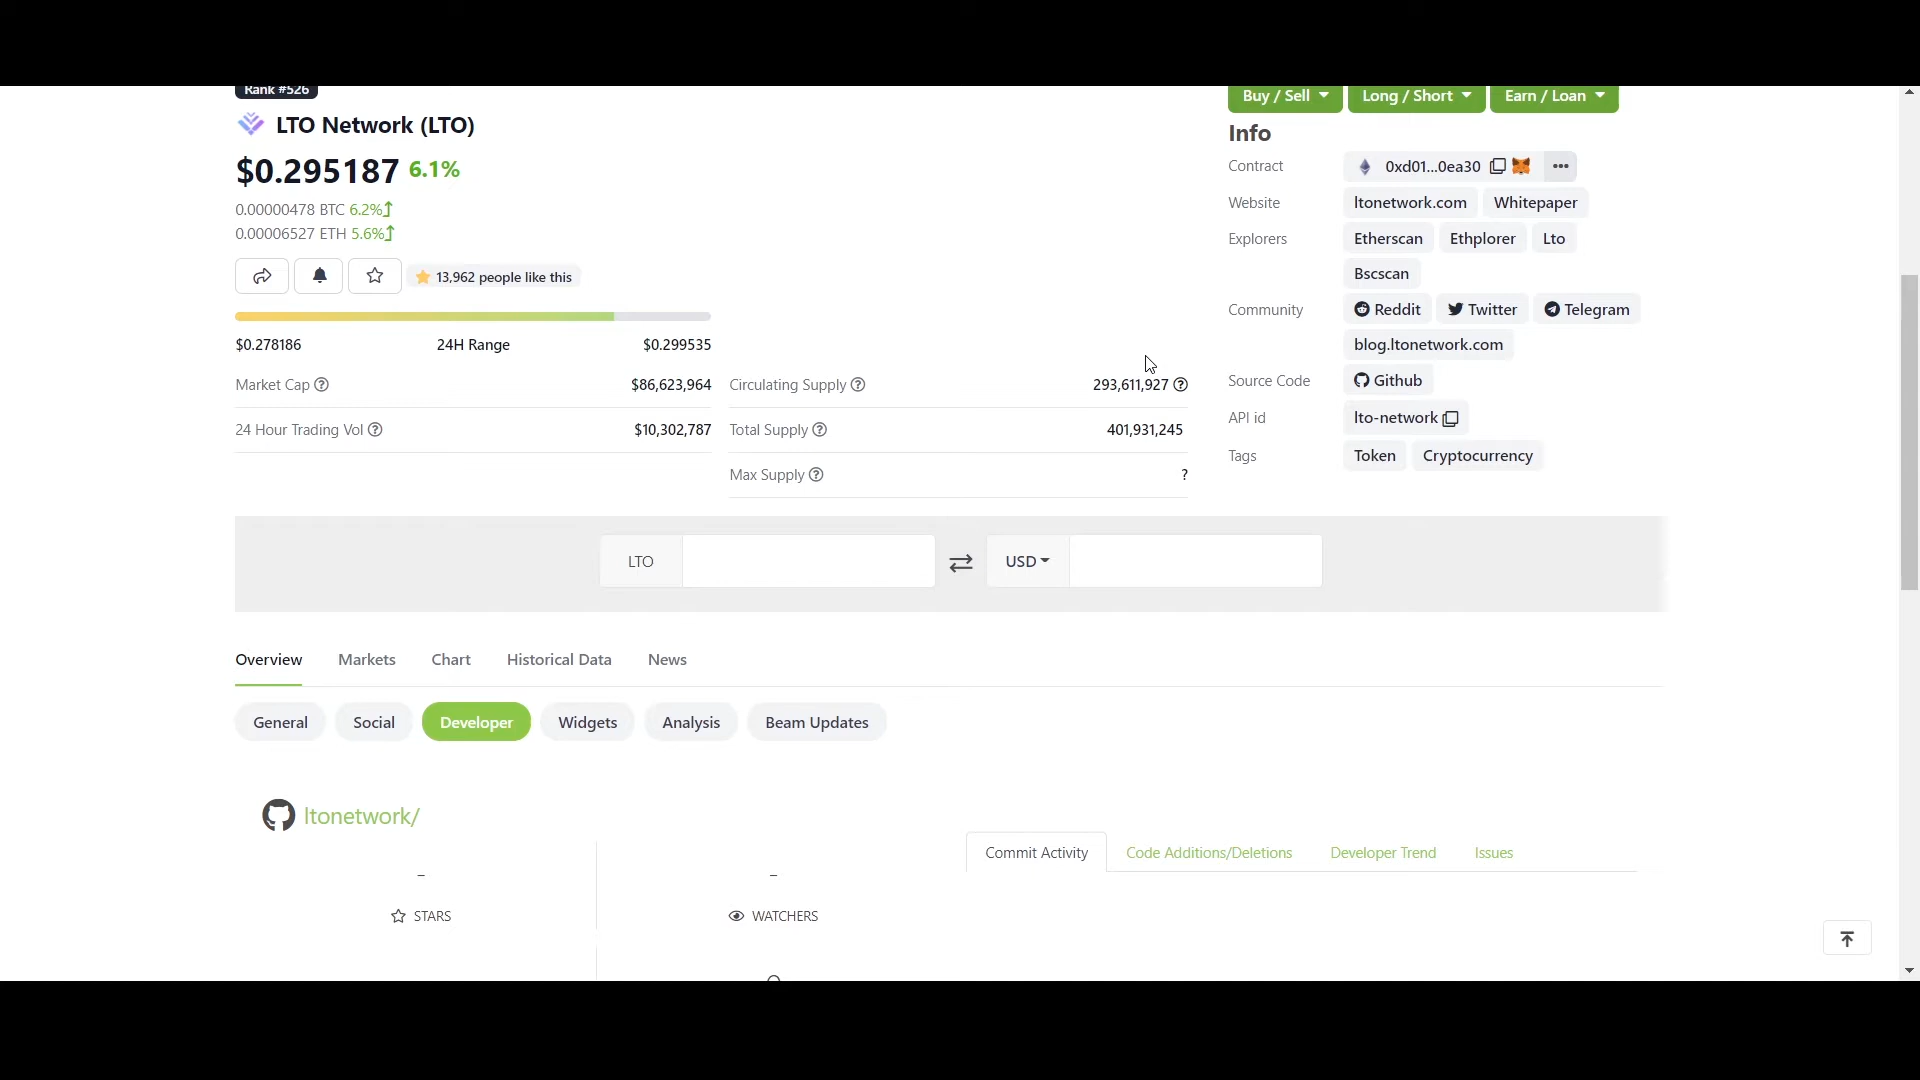 Rank #526
LTO Network (LTO)
$0.295187 6.1%
0.00000478 BTC 6.2%
0.00006527 ETH 5.6%
13,962 people like this
$0.278186 24H Range $0.299535
Market Cap $86,623,964
24 Hour Trading Vol $10,302,787
Circulating Supply 293,611,927
Total Supply 401,931,245
Max Supply ?
Buy / Sell Long / Short Earn / Loan
Info
Contract 0xd01...0ea30 •••
Website ltonetwork.com Whitepaper
Explorers Etherscan Ethplorer Lto
Bscscan
Community Reddit Twitter Telegram
blog.ltonetwork.com
Source Code Github
API id lto-network
Tags Token Cryptocurrency
LTO USD
Overview Markets Chart Historical Data News
General Social Developer Widgets Analysis Beam Updates
ltonetwork/
– –
STARS WATCHERS
Commit Activity Code Additions/Deletions Developer Trend Issues